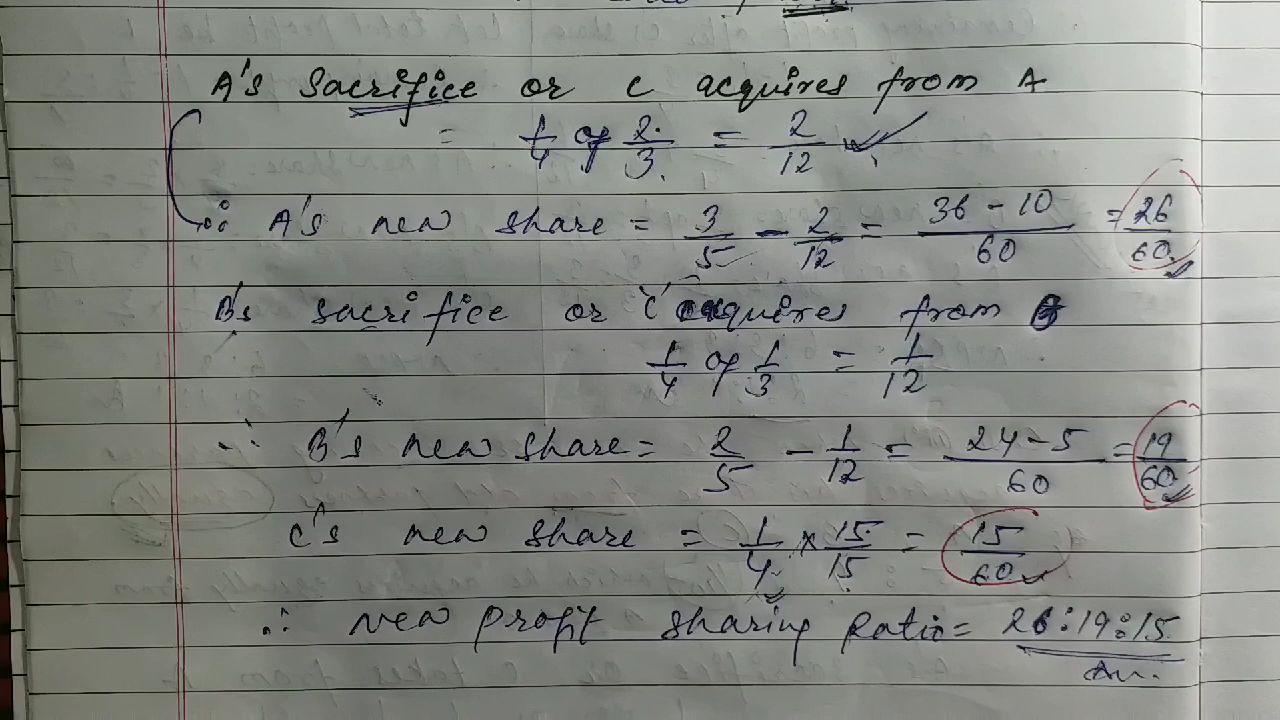 A's Sacrifice or C acquires from A
= 1/4 of 2/3 = 2/12
∴ A's new share = 3/5 - 2/12 = 36-10/60 = 26/60
B's sacrifice or 'C' acquires from B
1/4 of 1/3 = 1/12
∴ B's new share = 2/5 - 1/12 = 24-5/60 = 19/60
C's new share = 1/4 × 15/15 = 15/60
∴ New Profit Sharing Ratio = 26:19:15
Ans.